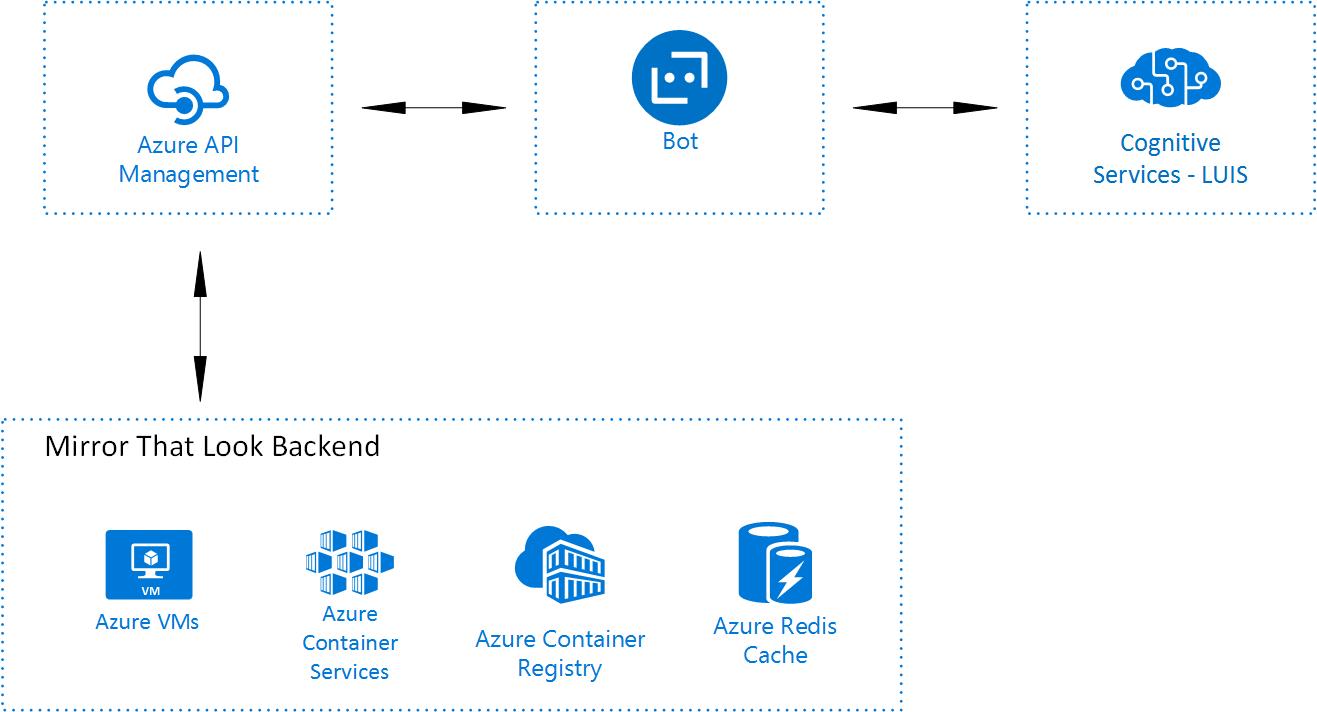 Azure API
Management
Bot
Cognitive
Services - LUIS
Mirror That Look Backend
VM
Azure VMs
Azure
Container
Services
Azure Container
Registry
Azure Redis
Cache